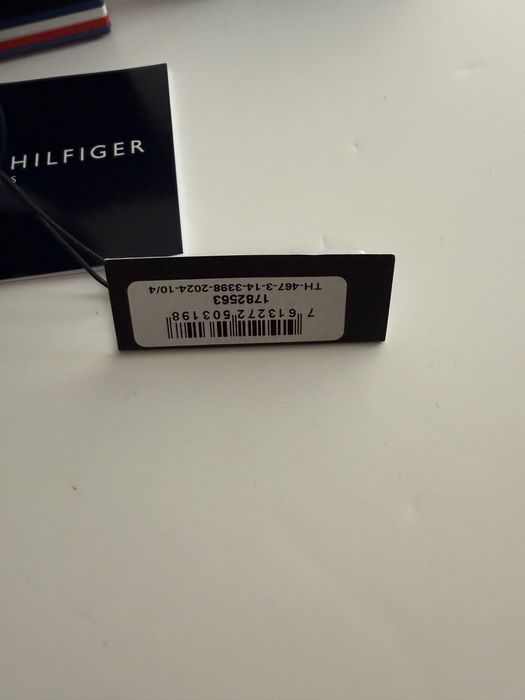 HILFIGER
S
7 613272 503198
1782563
TH-467-3-14-3398-2024-10/4